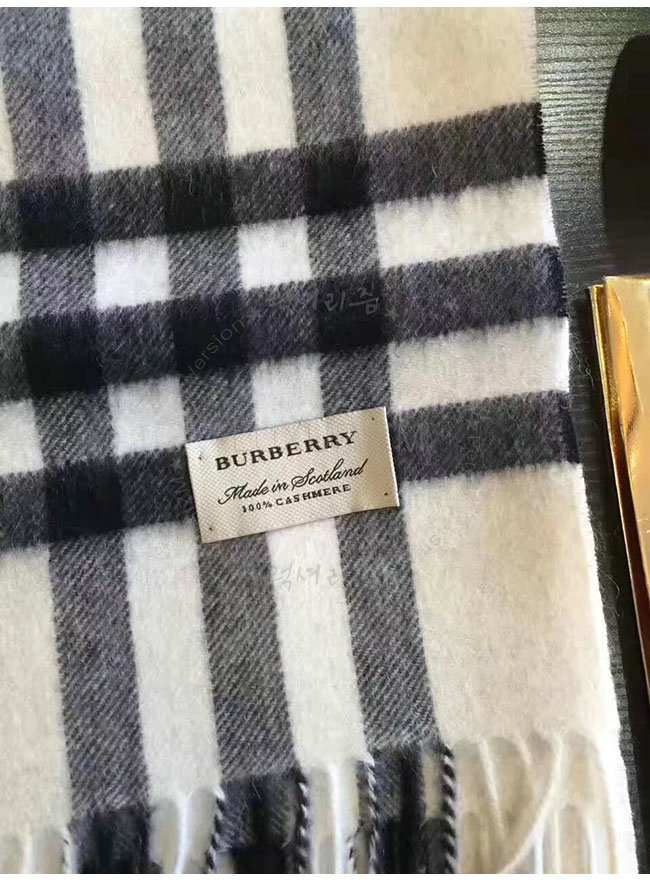 BURBERRY
Made in Scotland
100% CASHMERE